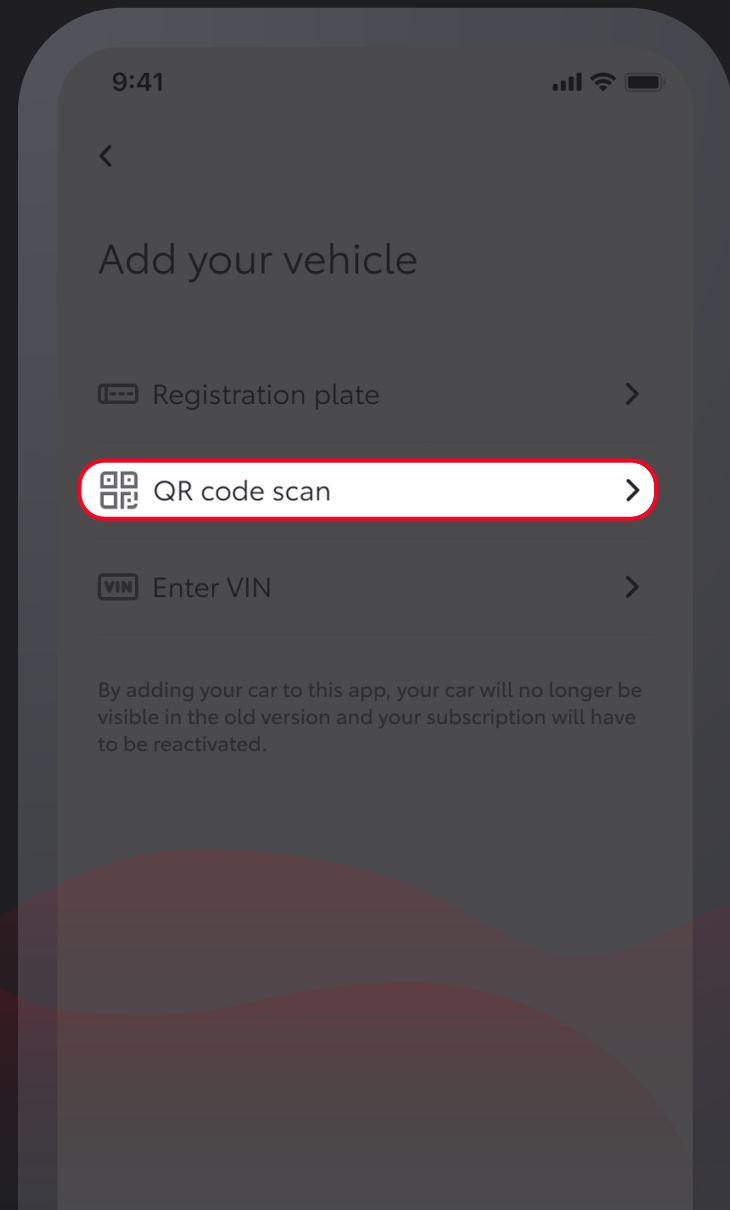 9:41
Add your vehicle
Registration plate
QR code scan
VIN Enter VIN
By adding your car to this app, your car will no longer be
visible in the old version and your subscription will have
to be reactivated.